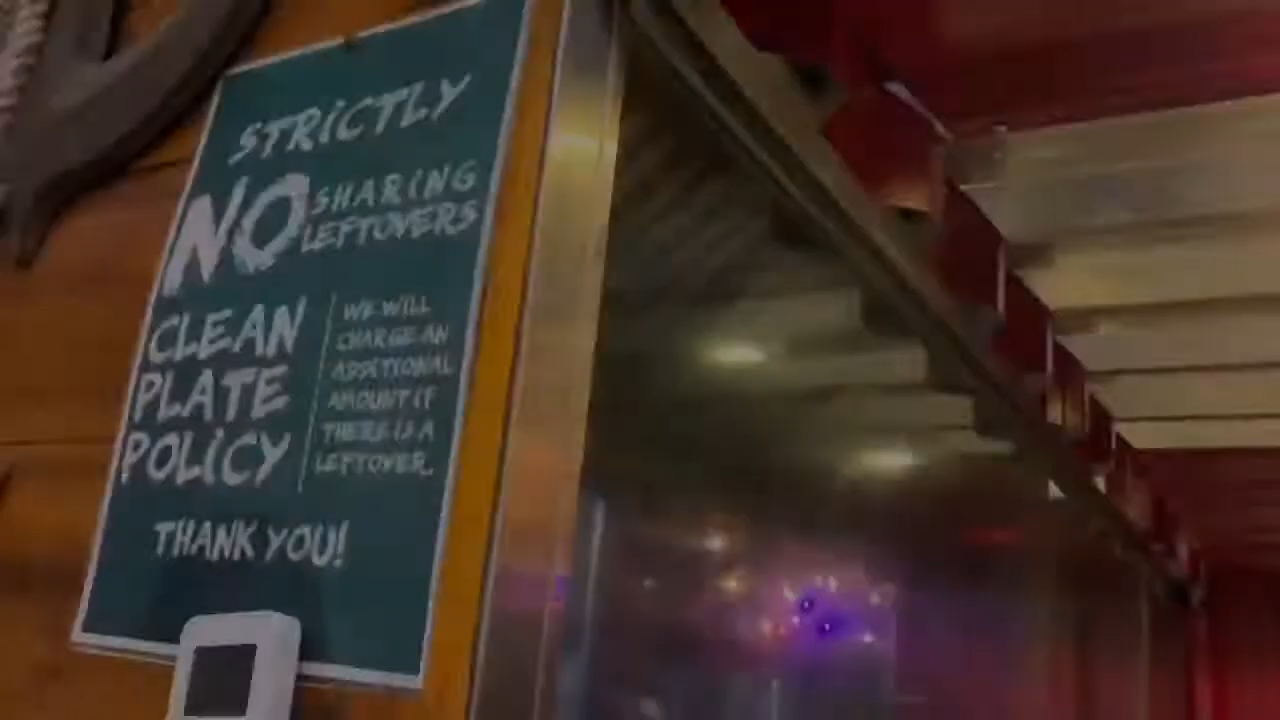 STRICTLY
NO SHARING
LEFTOVERS
CLEAN
PLATE
POLICY
WE WILL
CHARGE AN
ADDITIONAL
AMOUNT IF
THERE IS A
LEFTOVER.
THANK YOU!